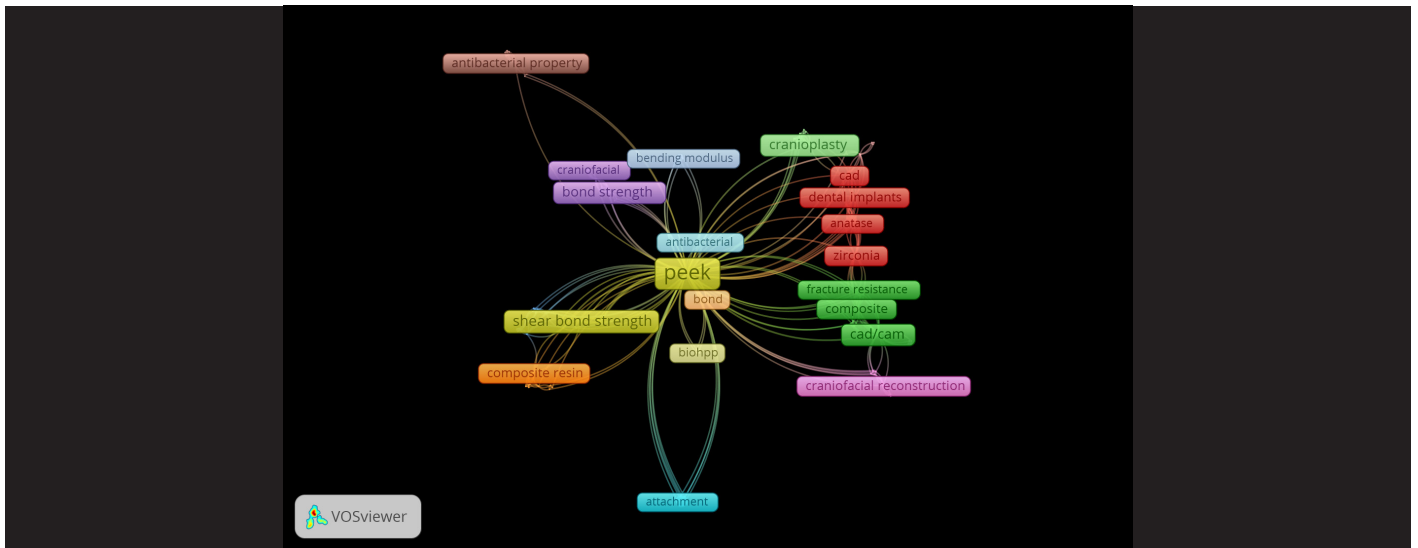 antibacterial property
cranioplasty
bending modulus
craniofacial
cad
bond strength
dental implants
anatase
antibacterial
zirconia
peek
fracture resistance
bond
composite
shear bond strength
cad/cam
biohpp
composite resin
craniofacial reconstruction
attachment
VOSviewer